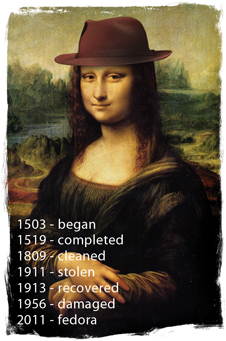 1503 - began
1519 - completed
1809 - cleaned
1911 - stolen
1913 - recovered
1956 - damaged
2011 - fedora